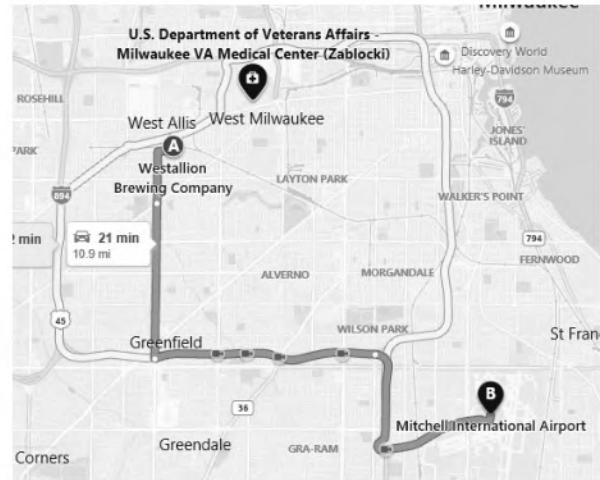 Milwaukee
U.S. Department of Veterans Affairs -
Milwaukee VA Medical Center (Zablocki)
Discovery World
Harley-Davidson Museum
ROSEHILL
794
West Allis
West Milwaukee
JONES'
ISLAND
PARK
A
Westallion
Brewing Company
LAYTON PARK
894
WALKER'S POINT
2 min
21 min
10.9 mi
794
FERNWOOD
ALVERNO
MORGANDALE
45
WILSON PARK
Greenfield
St Fran
B
36
Mitchell International Airport
Greendale
GRA-RAM
Corners